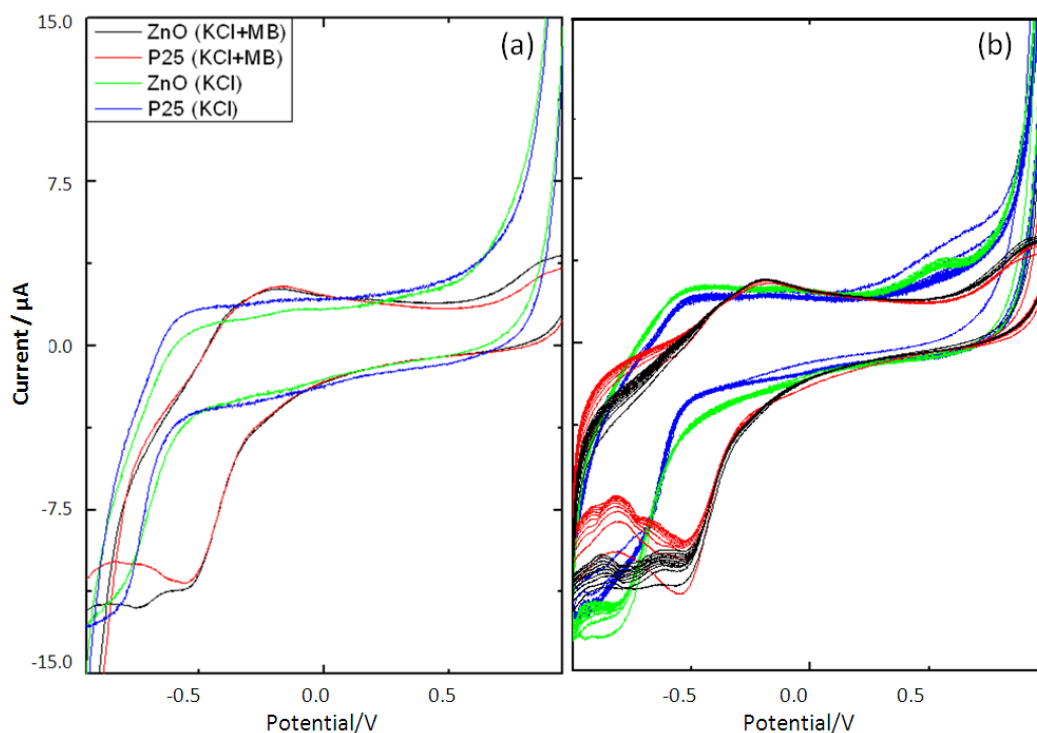 15.0
ZnO (KCl+MB)
P25 (KCl+MB)
ZnO (KCl)
P25 (KCl)
(a)
(b)
7.5
0.0
-7.5
-15.0
Current / µA
-0.5
0.0
0.5
-0.5
0.0
0.5
Potential/V
Potential/V